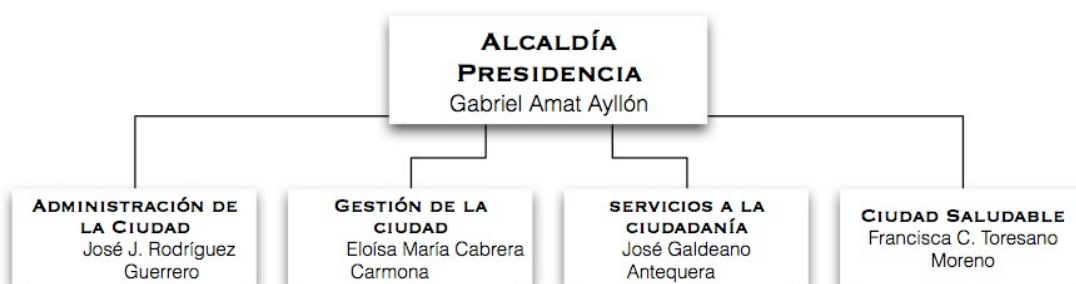 ALCALDÍA
PRESIDENCIA
Gabriel Amat Ayllón
ADMINISTRACIÓN DE
LA CIUDAD
José J. Rodríguez
Guerrero
GESTIÓN DE LA
CIUDAD
Eloísa María Cabrera
Carmona
SERVICIOS A LA
CIUDADANÍA
José Galdeano
Antequera
CIUDAD SALUDABLE
Francisca C. Toresano
Moreno